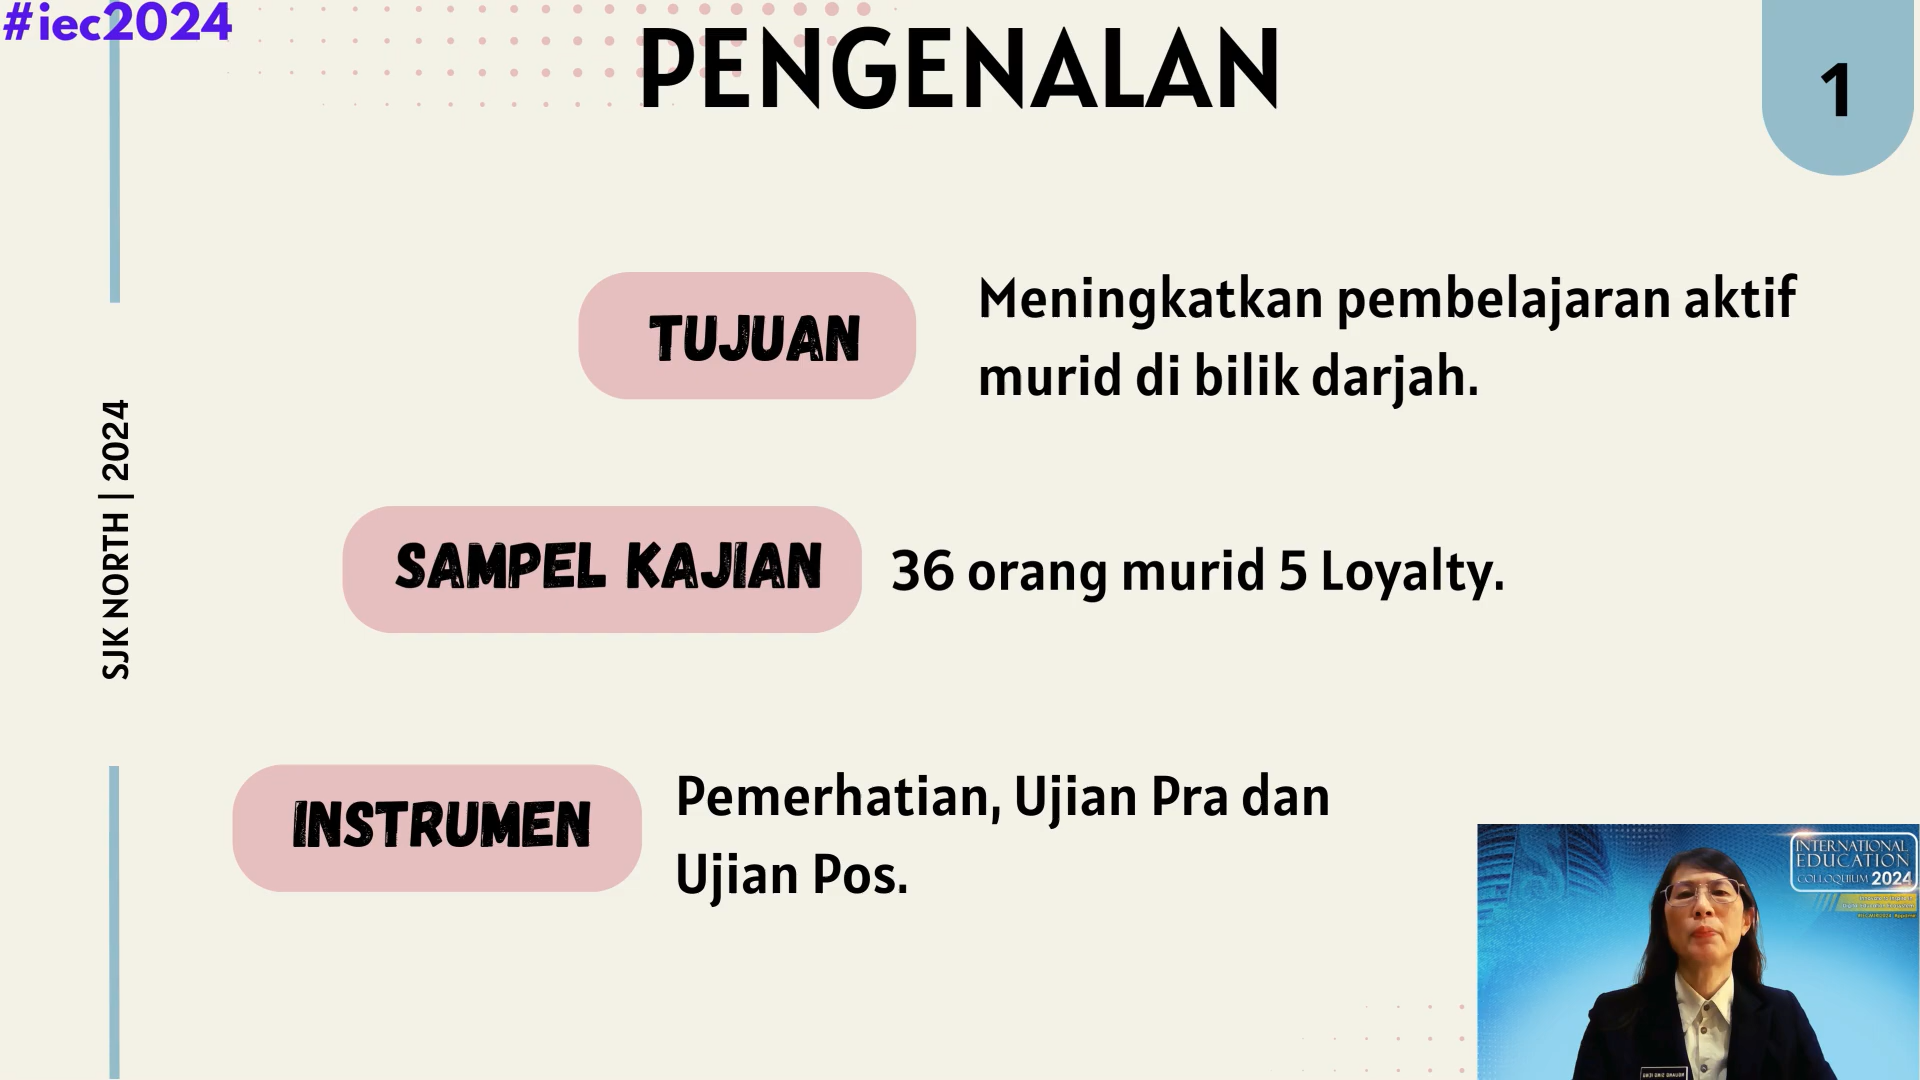 #iec2024
PENGENALAN
1
TUJUAN
Meningkatkan pembelajaran aktif
murid di bilik darjah.
SJK NORTH | 2024
SAMPEL KAJIAN
36 orang murid 5 Loyalty.
INSTRUMEN
Pemerhatian, Ujian Pra dan
Ujian Pos.
INTERNATIONAL
EDUCATION
COLLOQUIUM 2024